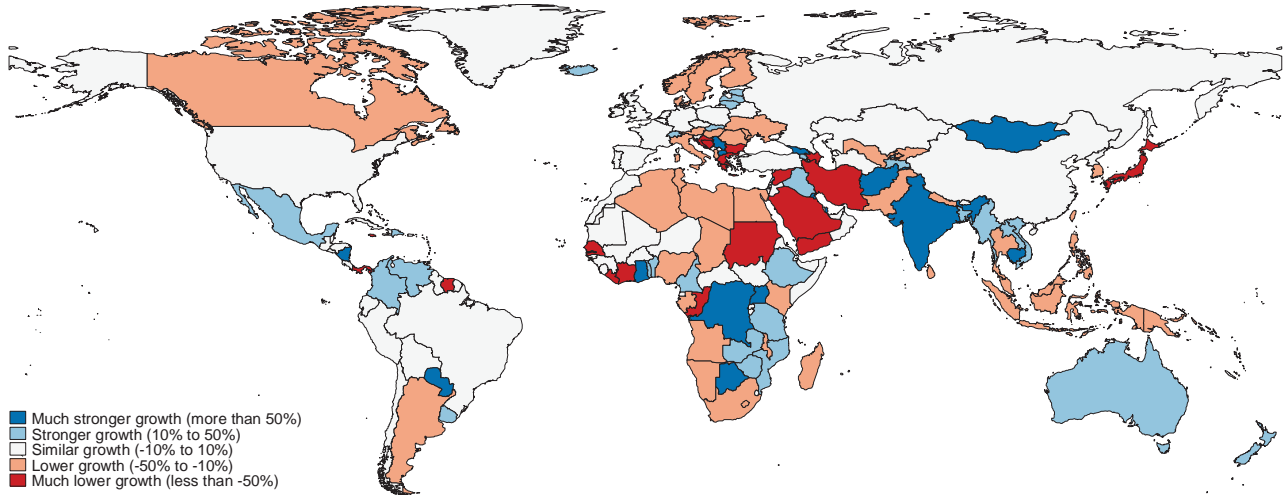 Much stronger growth (more than 50%)
Stronger growth (10% to 50%)
Similar growth (-10% to 10%)
Lower growth (-50% to -10%)
Much lower growth (less than -50%)